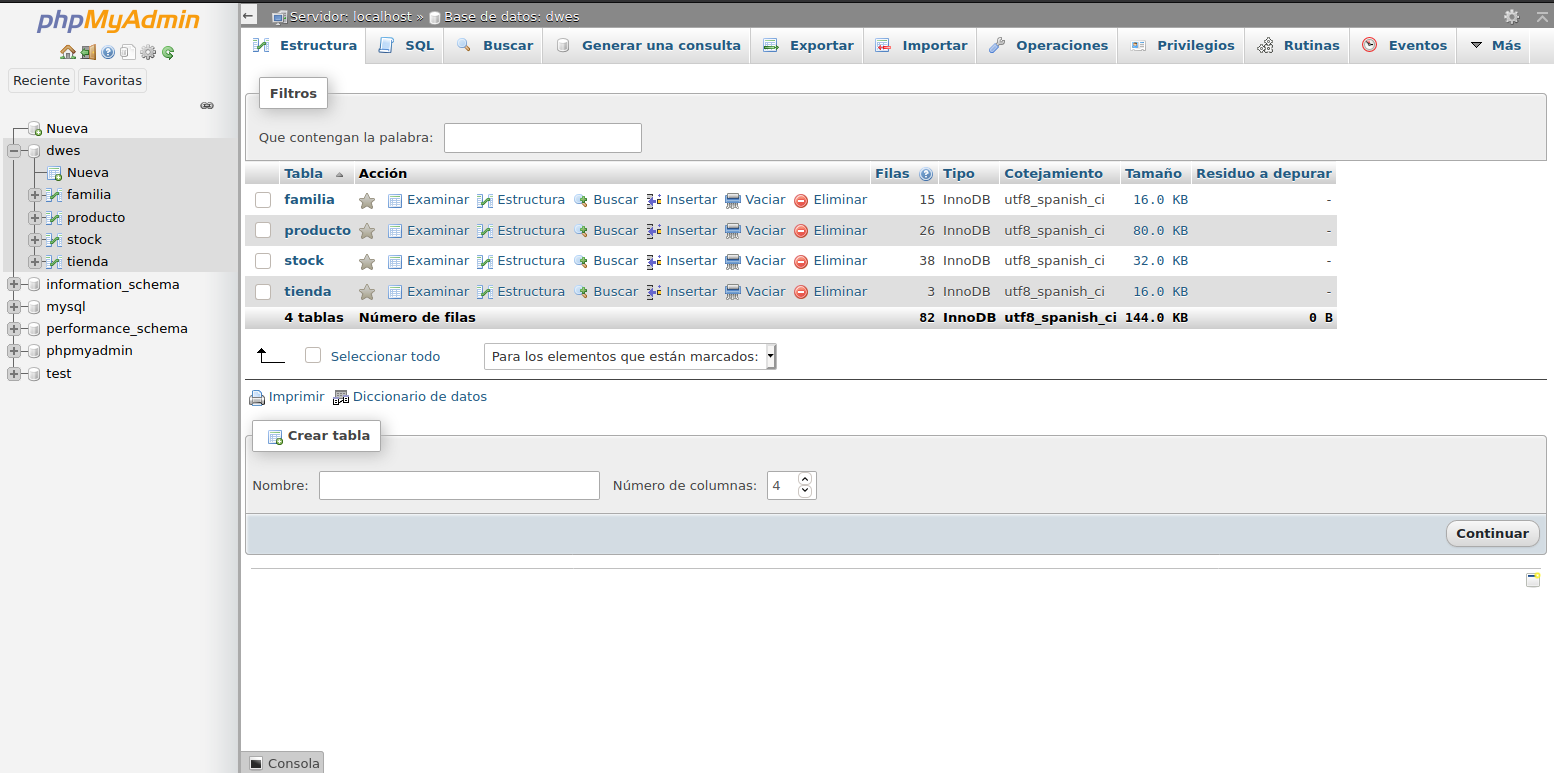 phpMyAdmin
Reciente Favoritas
Nueva
dwes
Nueva
familia
producto
stock
tienda
information_schema
mysql
performance_schema
phpmyadmin
test
Servidor: localhost » Base de datos: dwes
Estructura SQL Buscar Generar una consulta Exportar Importar Operaciones Privilegios Rutinas Eventos Más
Filtros
Que contengan la palabra:
Tabla Acción Filas Tipo Cotejamiento Tamaño Residuo a depurar
familia Examinar Estructura Buscar Insertar Vaciar Eliminar 15 InnoDB utf8_spanish_ci 16.0 KB -
producto Examinar Estructura Buscar Insertar Vaciar Eliminar 26 InnoDB utf8_spanish_ci 80.0 KB -
stock Examinar Estructura Buscar Insertar Vaciar Eliminar 38 InnoDB utf8_spanish_ci 32.0 KB -
tienda Examinar Estructura Buscar Insertar Vaciar Eliminar 3 InnoDB utf8_spanish_ci 16.0 KB -
4 tablas Número de filas 82 InnoDB utf8_spanish_ci 144.0 KB 0 B
Seleccionar todo Para los elementos que están marcados:
Imprimir Diccionario de datos
Crear tabla
Nombre: Número de columnas: 4
Continuar
Consola